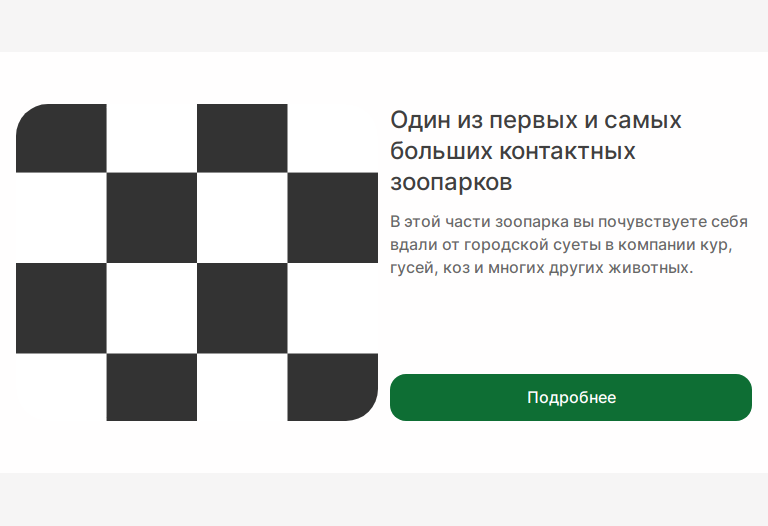 Один из первых и самых
больших контактных
зоопарков
В этой части зоопарка вы почувствуете себя
вдали от городской суеты в компании кур,
гусей, коз и многих других животных.
Подробнее